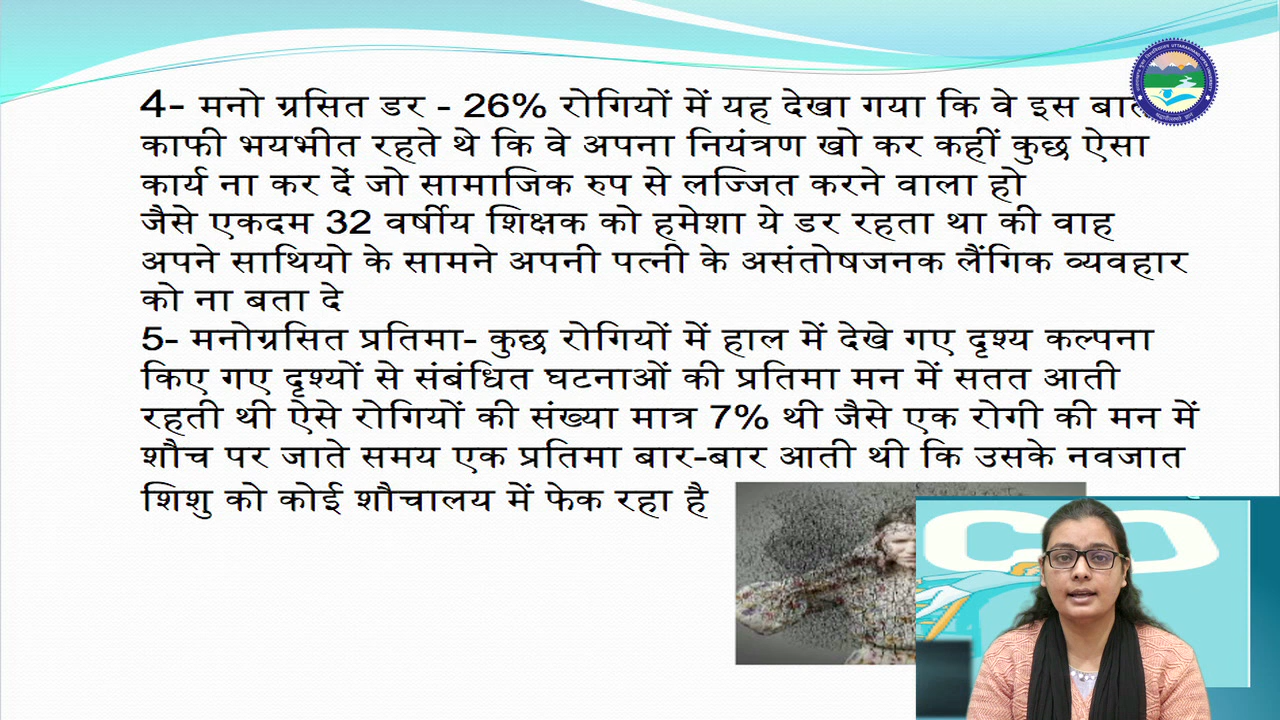 4- मनो ग्रसित डर - 26% रोगियों में यह देखा गया कि वे इस बात
काफी भयभीत रहते थे कि वे अपना नियंत्रण खो कर कहीं कुछ ऐसा
कार्य ना कर दें जो सामाजिक रुप से लज्जित करने वाला हो
जैसे एकदम 32 वर्षीय शिक्षक को हमेशा ये डर रहता था की वाह
अपने साथियो के सामने अपनी पत्नी के असंतोषजनक लैंगिक व्यवहार
को ना बता दे
5- मनोग्रसित प्रतिमा- कुछ रोगियों में हाल में देखे गए दृश्य कल्पना
किए गए दृश्यों से संबंधित घटनाओं की प्रतिमा मन में सतत आती
रहती थी ऐसे रोगियों की संख्या मात्र 7% थी जैसे एक रोगी की मन में
शौच पर जाते समय एक प्रतिमा बार-बार आती थी कि उसके नवजात
शिशु को कोई शौचालय में फेक रहा है